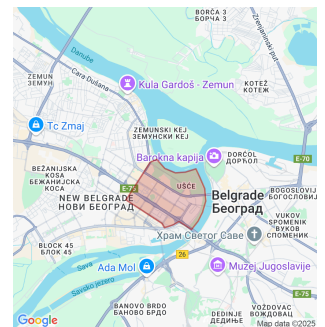 BORČA 3
БОРЧА 3
Zrenjaninski put
Danube
Cara Dušana
ZEMUN
ЗЕМУН
Kula Gardoš - Zemun
KOTEŽ
КОТЕЖ
Tc Zmaj
ZEMUNSKI KEJ
ЗЕМУНСКИ КЕЈ
Barokna kapija
DORĆOL
ДОРЋОЛ
E-70
BEŽANIJSKA
KOSA
БЕЖАНИЈСКА
КОСА
E-75
UŠĆE
BOGOSLOVIJA
БОГОСЛОВИЈА
NEW BELGRADE
НОВИ БЕОГРАД
Belgrade
Београд
VUKOV
SPOMENIK
ВУКОВ
СПОМЕНИК
Храм Светог Саве
BLOCK 45
БЛОК 45
Sava
26
Ada Mol
Muzej Jugoslavije
Savsko jezero
BANOVO BRDO
БАНОВО БРДО
DEDINJE
ДЕДИЊЕ
VOŽDOVAC
ВОЖДОВАЦ
Google
Map data ©2025